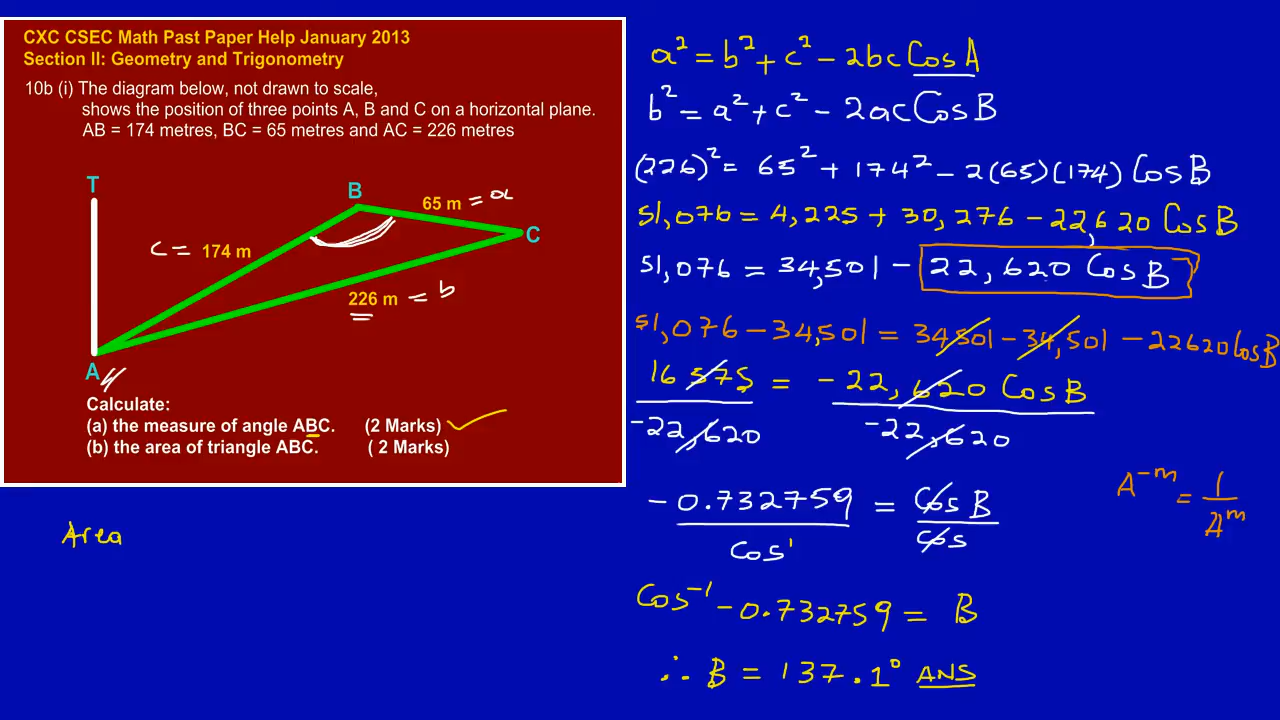 CXC CSEC Math Past Paper Help January 2013
Section II: Geometry and Trigonometry
10b (i) The diagram below, not drawn to scale,
shows the position of three points A, B and C on a horizontal plane.
AB = 174 metres, BC = 65 metres and AC = 226 metres
T
B
65 m = a
C
c = 174 m
226 m = b
A
Calculate:
(a) the measure of angle ABC. (2 Marks)
(b) the area of triangle ABC. ( 2 Marks)
Area
a² = b² + c² - 2bc Cos A
b² = a² + c² - 2ac Cos B
(226)² = 65² + 174² - 2(65)(174) Cos B
51,076 = 4,225 + 30,276 - 22,620 Cos B
51,076 = 34,501 - 22,620 Cos B
51,076 - 34,501 = 34,501 - 34,501 - 22620 Cos B
16 575 = -22,620 Cos B
-22,620 -22,620
-0.732759 = Cos B
Cos' Cos
A⁻ᵐ = 1
Aᵐ
Cos⁻¹ -0.732759 = B
∴ B = 137.1° ANS